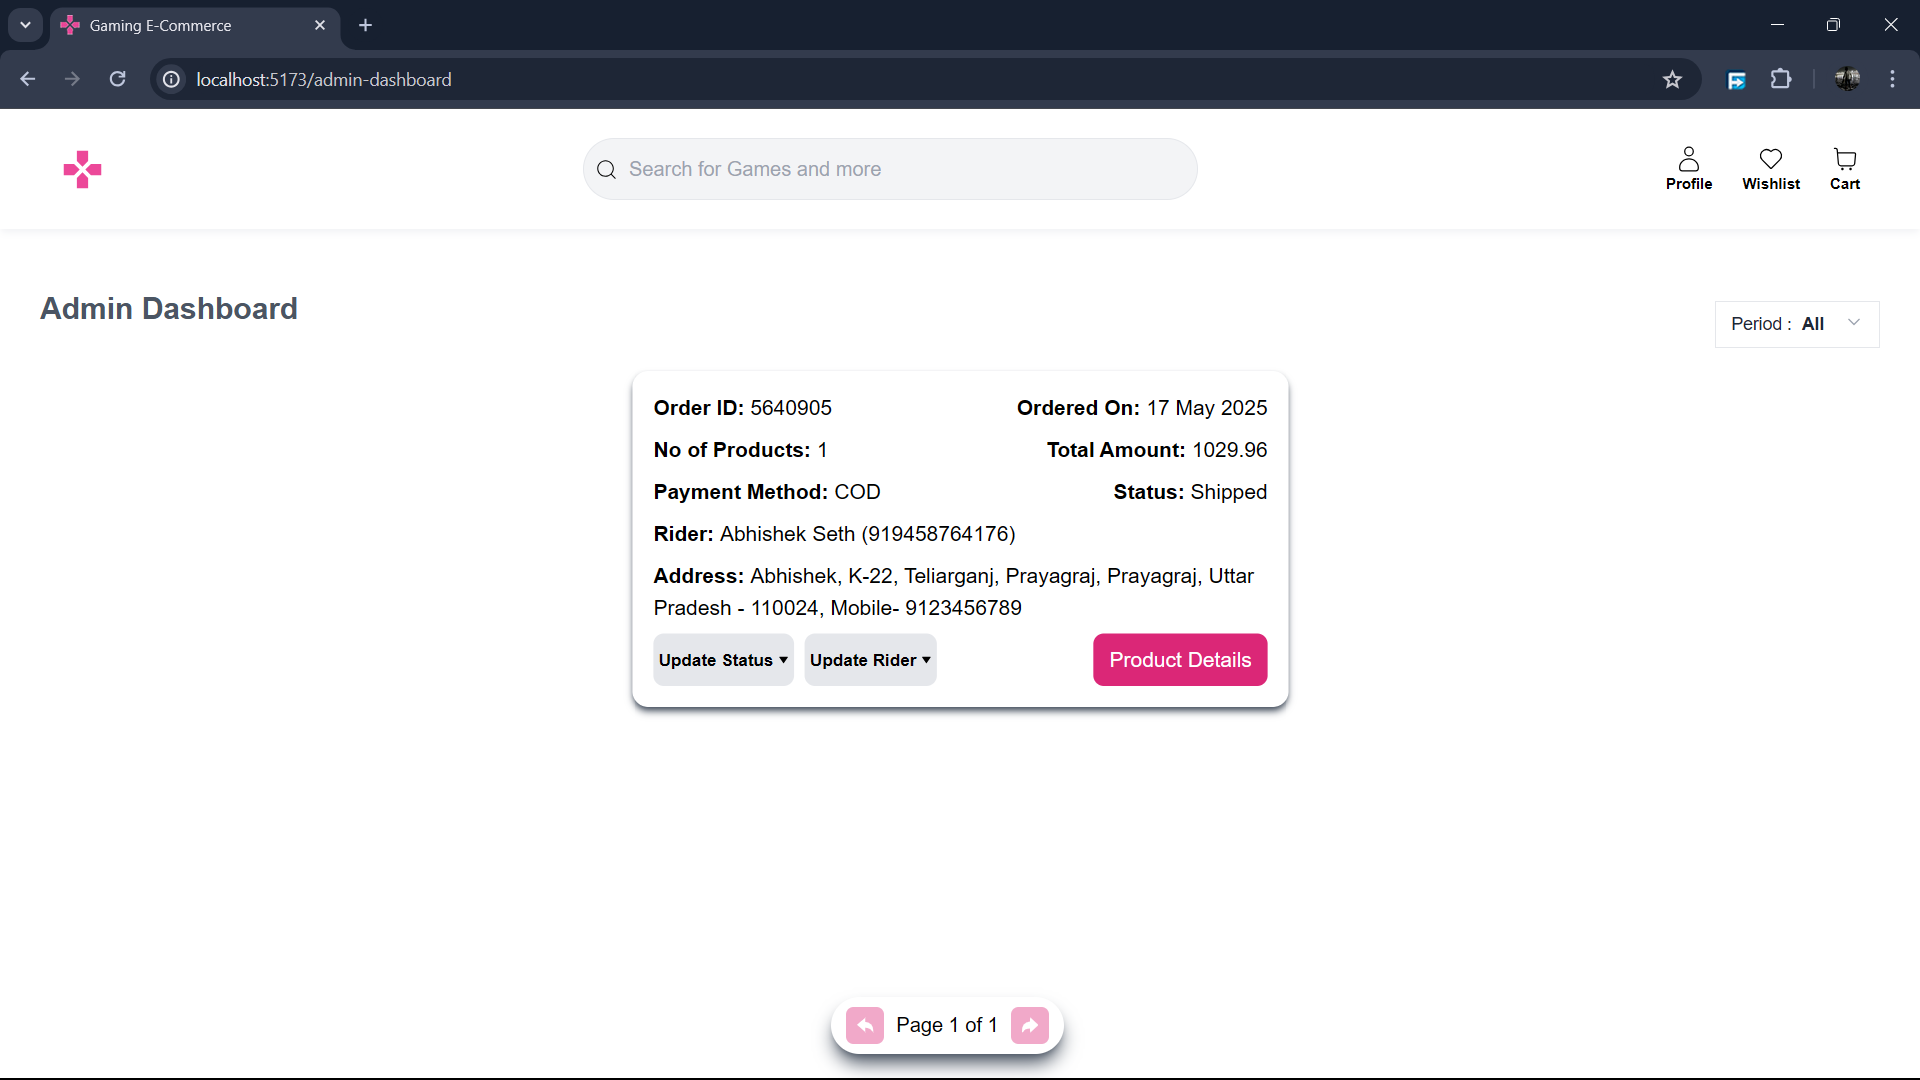 Gaming E-Commerce
localhost:5173/admin-dashboard
Search for Games and more
Profile
Wishlist
Cart
Admin Dashboard
Period : All
Order ID: 5640905
Ordered On: 17 May 2025
No of Products: 1
Total Amount: 1029.96
Payment Method: COD
Status: Shipped
Rider: Abhishek Seth (919458764176)
Address: Abhishek, K-22, Teliarganj, Prayagraj, Prayagraj, Uttar
Pradesh - 110024, Mobile- 9123456789
Update Status ▾
Update Rider ▾
Product Details
Page 1 of 1